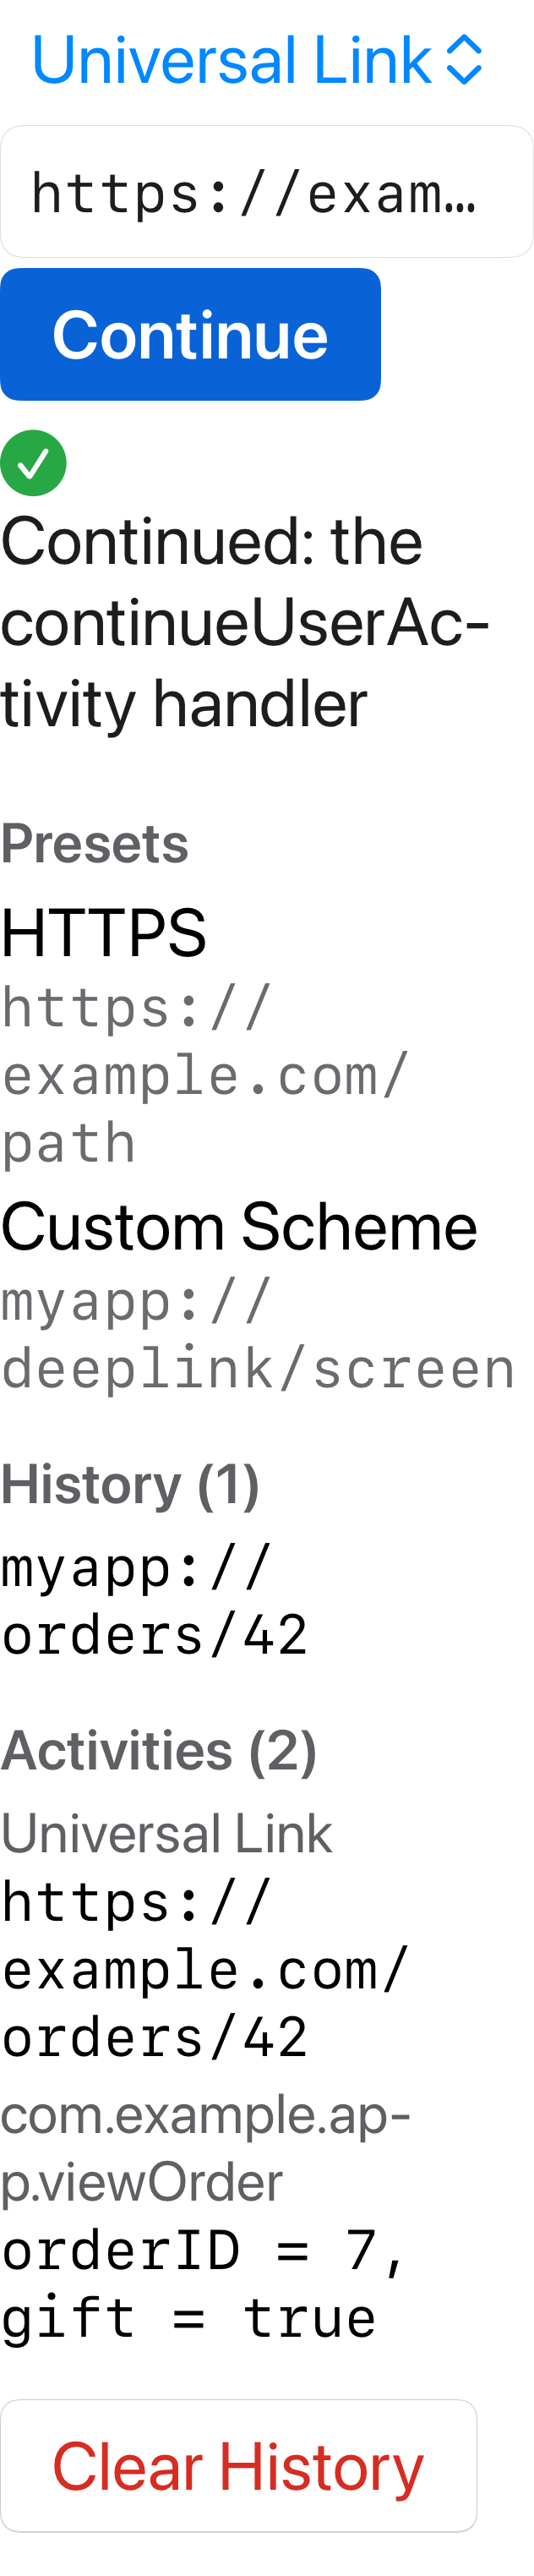 Universal Link
https://exam…
Continue
Continued: the
continueUserAc-
tivity handler
Presets
HTTPS
https://
example.com/
path
Custom Scheme
myapp://
deeplink/screen
History (1)
myapp://
orders/42
Activities (2)
Universal Link
https://
example.com/
orders/42
com.example.ap-
p.viewOrder
orderID = 7,
gift = true
Clear History